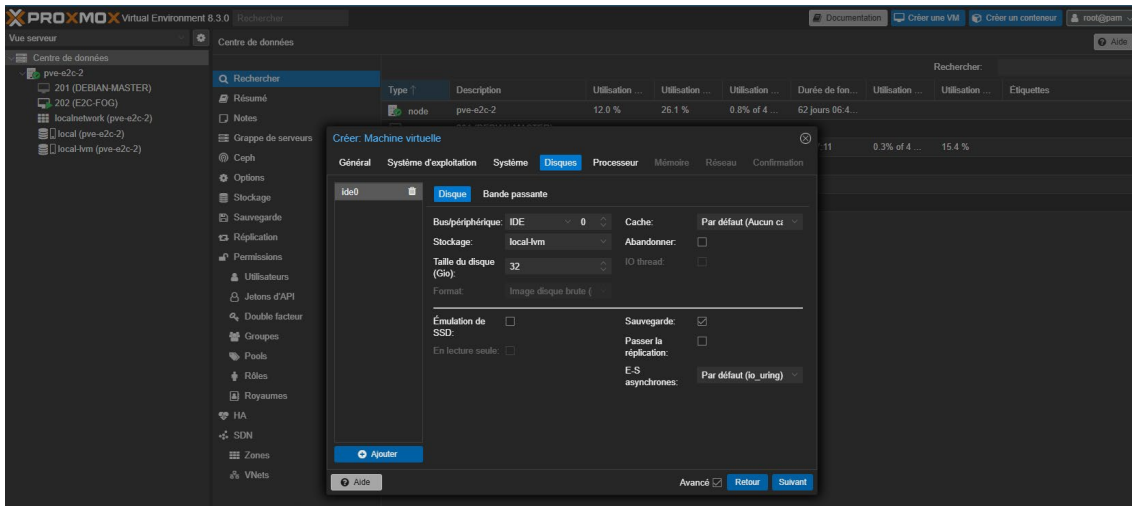 PROXMOX Virtual Environment 8.3.0 Rechercher Documentation Créer une VM Créer un conteneur root@pam
Vue serveur Centre de données Aide
Centre de données
pve-e2c-2
201 (DEBIAN-MASTER)
202 (E2C-FOG)
localnetwork (pve-e2c-2)
local (pve-e2c-2)
local-lvm (pve-e2c-2)
Rechercher
Résumé
Notes
Grappe de serveurs
Ceph
Options
Stockage
Sauvegarde
Réplication
Permissions
Utilisateurs
Jetons d'API
Double facteur
Groupes
Pools
Rôles
Royaumes
HA
SDN
Zones
VNets
Rechercher:
Type Description Utilisation ... Utilisation ... Utilisation ... Durée de fon... Utilisation ... Utilisation ... Étiquettes
node pve-e2c-2 12.0 % 26.1 % 0.8% of 4 ... 62 jours 06:4...
:11 0.3% of 4 ... 15.4 %
Créer: Machine virtuelle
Général Système d'exploitation Système Disques Processeur Mémoire Réseau Confirmation
ide0 Disque Bande passante
Bus/périphérique: IDE 0 Cache: Par défaut (Aucun ca
Stockage: local-lvm Abandonner:
Taille du disque (Gio): 32 IO thread:
Format: Image disque brute (
Émulation de SSD: Sauvegarde:
En lecture seule: Passer la réplication:
E-S asynchrones: Par défaut (io_uring)
Ajouter
Aide Avancé Retour Suivant